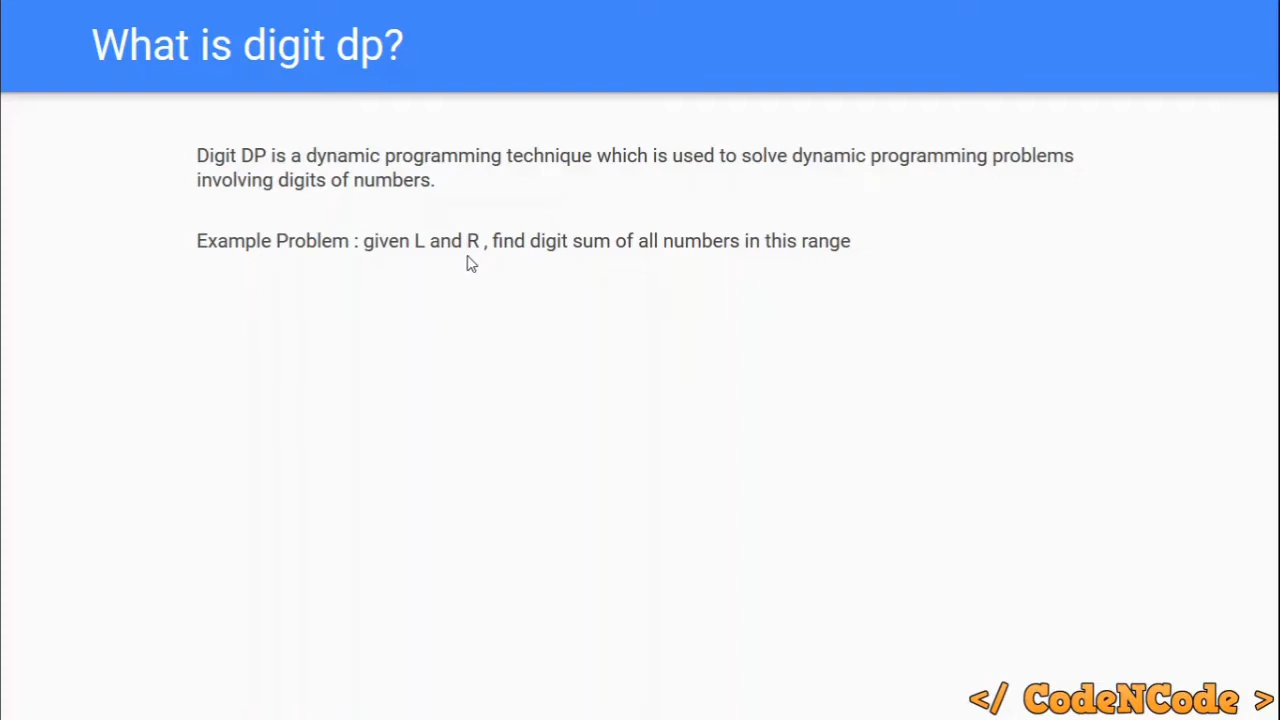 What is digit dp?
Digit DP is a dynamic programming technique which is used to solve dynamic programming problems
involving digits of numbers.
Example Problem : given L and R , find digit sum of all numbers in this range
</ CodeNCode >